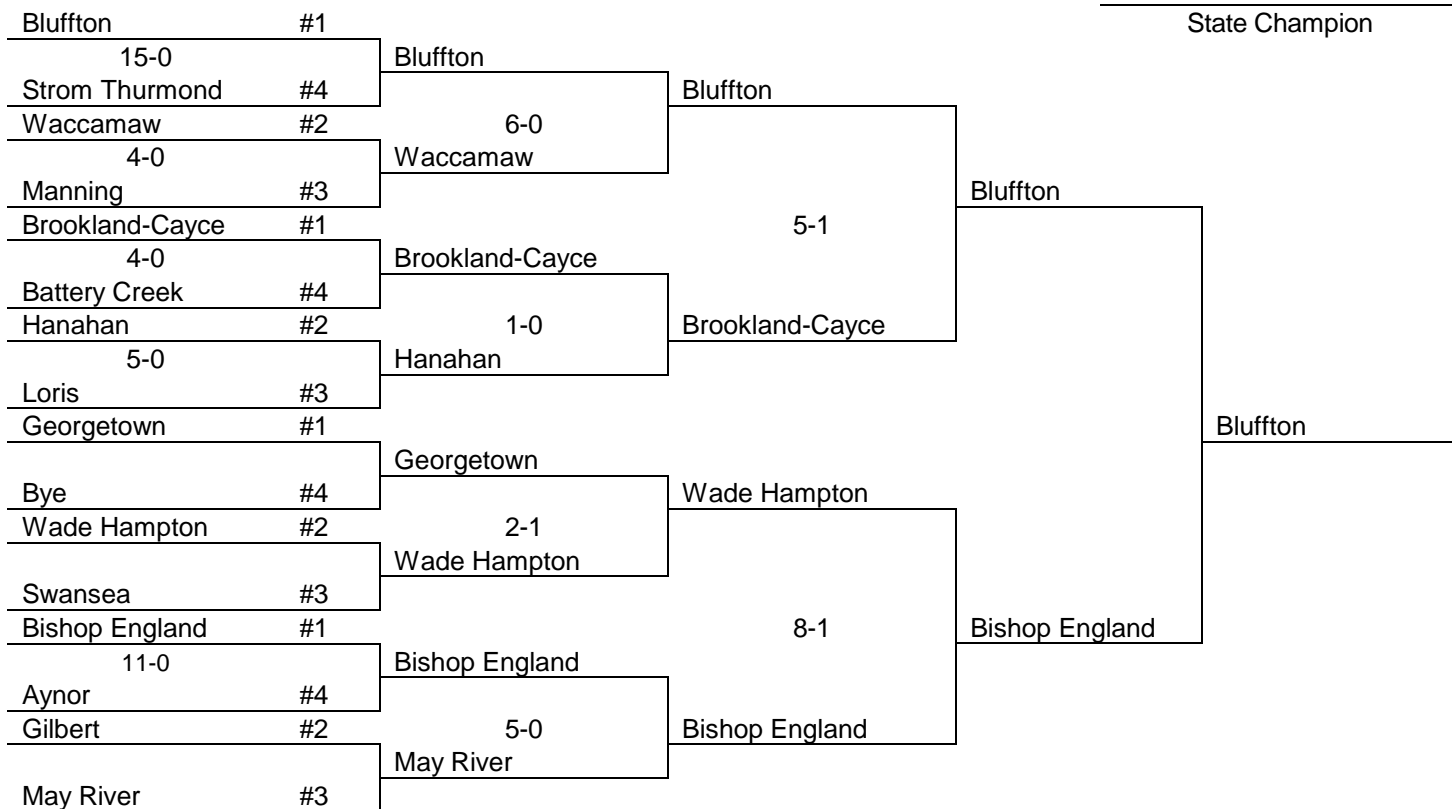 Bluffton #1 State Champion
15-0 Bluffton
Strom Thurmond #4 Bluffton
Waccamaw #2 6-0
4-0 Waccamaw
Manning #3 Bluffton
Brookland-Cayce #1 5-1
4-0 Brookland-Cayce
Battery Creek #4
Hanahan #2 1-0 Brookland-Cayce
5-0 Hanahan
Loris #3
Georgetown #1 Bluffton
Georgetown
Bye #4 Wade Hampton
Wade Hampton #2 2-1
Wade Hampton
Swansea #3
Bishop England #1 8-1 Bishop England
11-0 Bishop England
Aynor #4
Gilbert #2 5-0 Bishop England
May River
May River #3